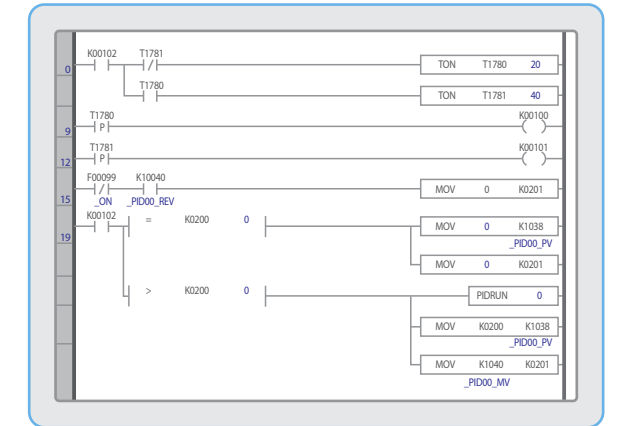 K00102 T1781
0 TON T1780 20
T1780
TON T1781 40
T1780 K00100
9 P
T1781 K00101
12 P
F00099 K10040
15 MOV 0 K0201
_ON _PID00_REV
K00102
19 = K0200 0 MOV 0 K1038
_PID00_PV
MOV 0 K0201
> K0200 0 PIDRUN 0
MOV K0200 K1038
_PID00_PV
MOV K1040 K0201
_PID00_MV